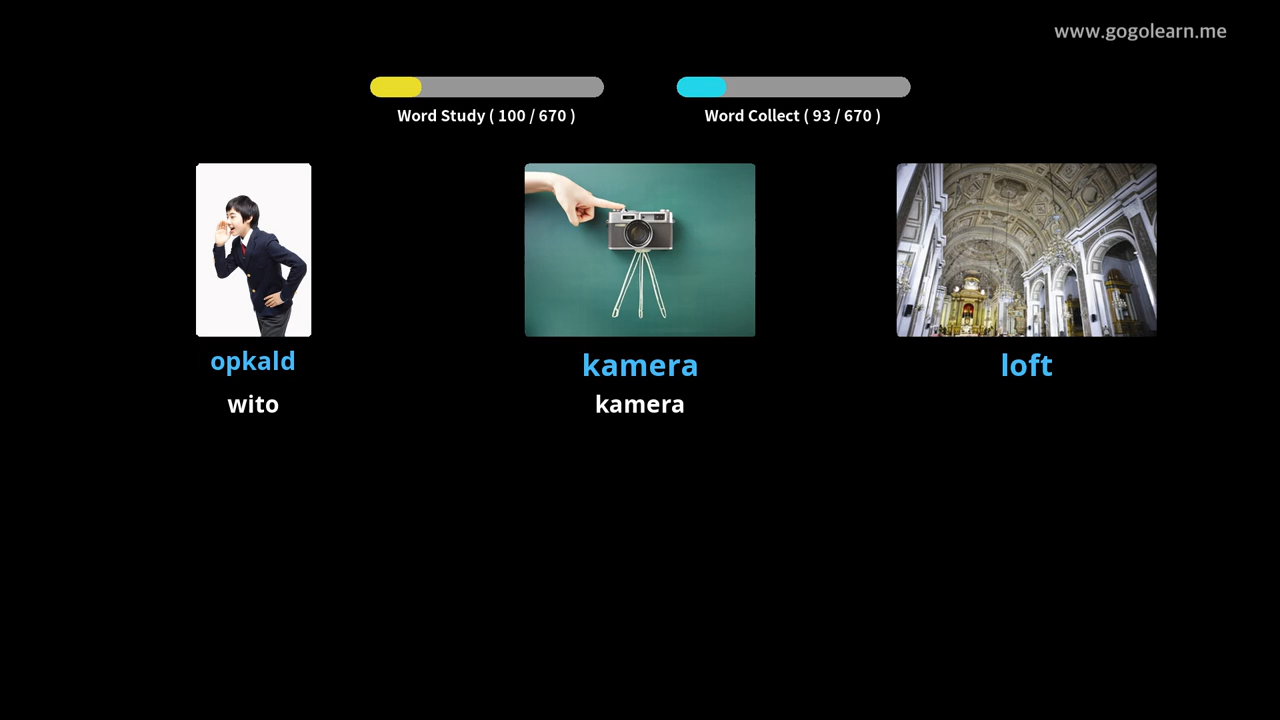 www.gogolearn.me
Word Study ( 100 / 670 )
Word Collect ( 93 / 670 )
opkald
kamera
loft
wito
kamera